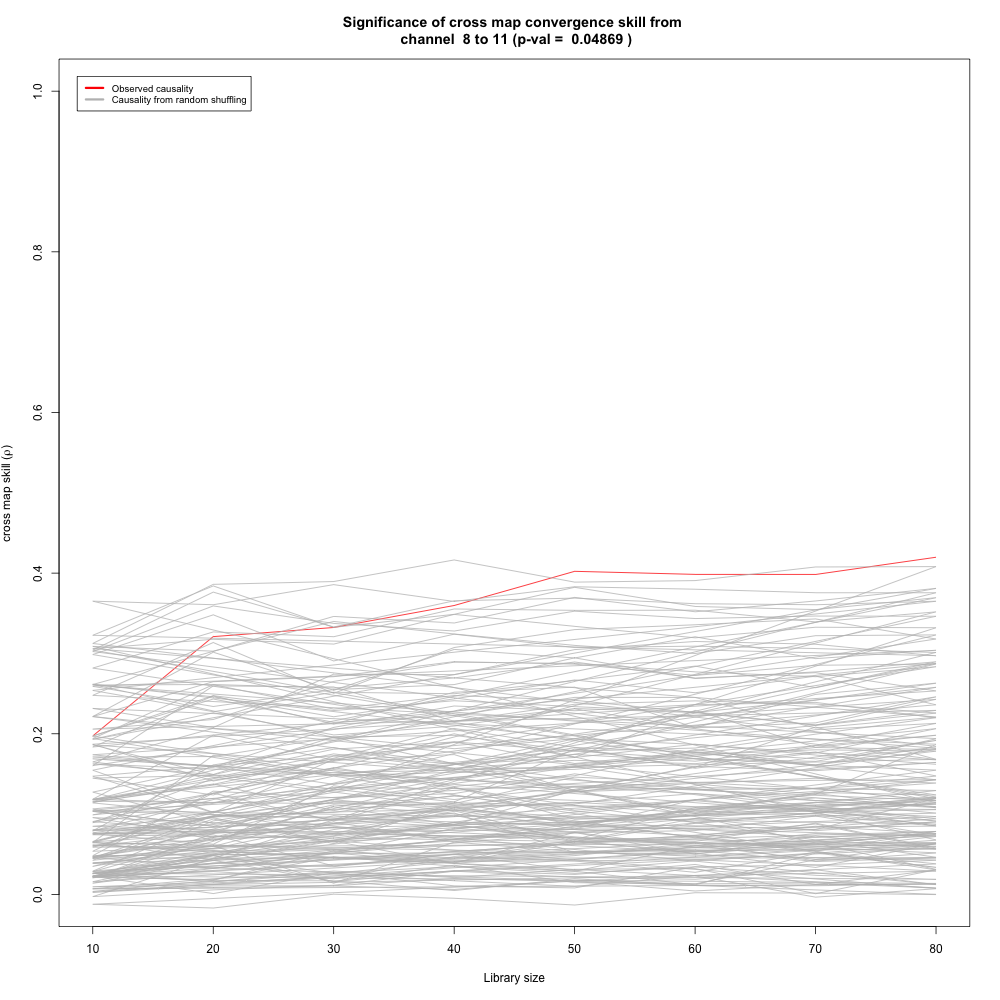 Significance of cross map convergence skill from
channel  8 to 11 (p-val =  0.04869 )
Observed causality
Causality from random shuffling
1.0
0.8
0.6
0.4
0.2
0.0
cross map skill (ρ)
10 20 30 40 50 60 70 80
Library size